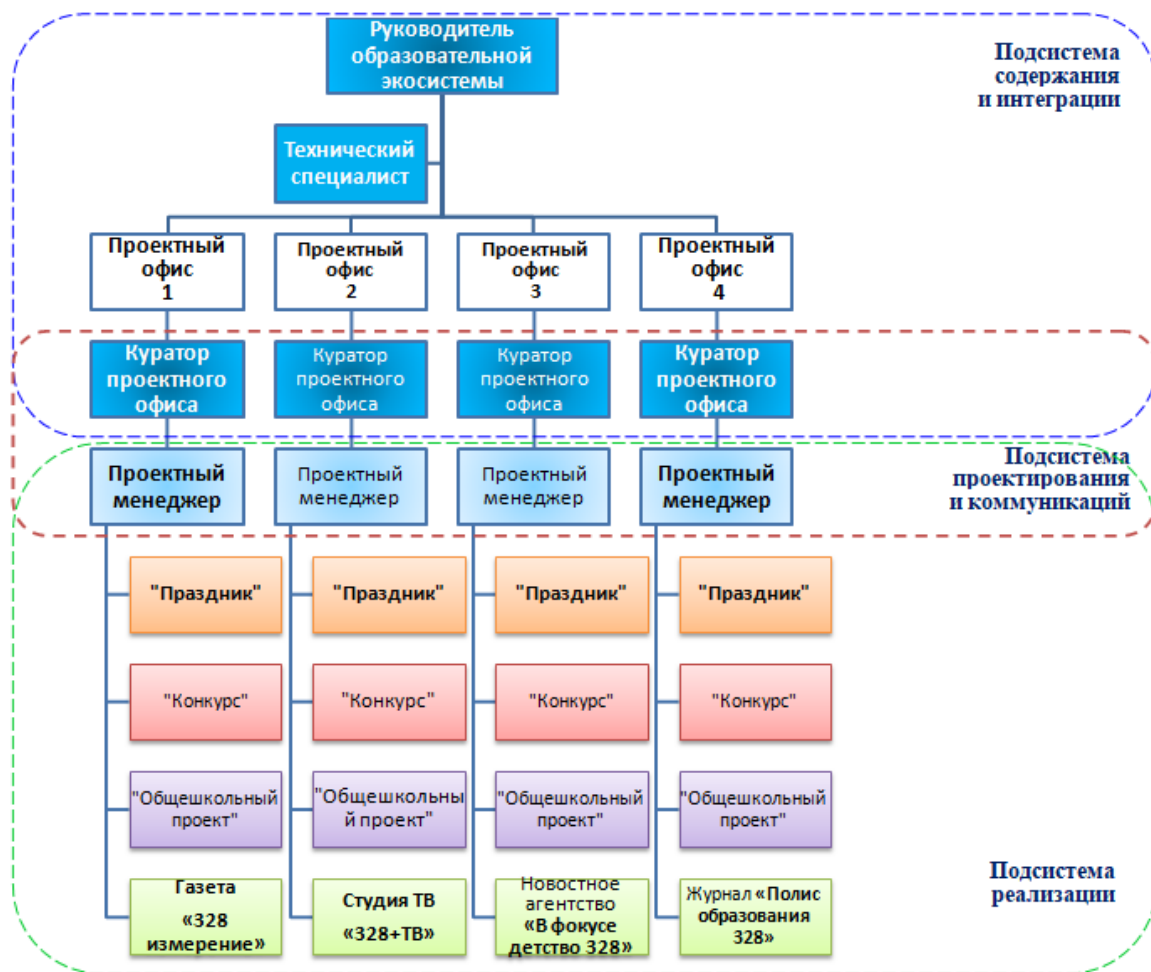 Руководитель
образовательной
экосистемы
Подсистема
содержания
и интеграции
Технический
специалист
Проектный
офис
1
Проектный
офис
2
Проектный
офис
3
Проектный
офис
4
Куратор
проектного
офиса
Куратор
проектного
офиса
Куратор
проектного
офиса
Куратор
проектного
офиса
Проектный
менеджер
Проектный
менеджер
Проектный
менеджер
Проектный
менеджер
Подсистема
проектирования
и коммуникаций
"Праздник"
"Праздник"
"Праздник"
"Праздник"
"Конкурс"
"Конкурс"
"Конкурс"
"Конкурс"
"Общешкольный
проект"
"Общешкольны
й проект"
"Общешкольный
проект"
"Общешкольный
проект"
Газета
«328
измерение»
Студия ТВ
«328+ТВ»
Новостное
агентство
«В фокусе
детство 328»
Журнал «Полис
образования
328»
Подсистема
реализации